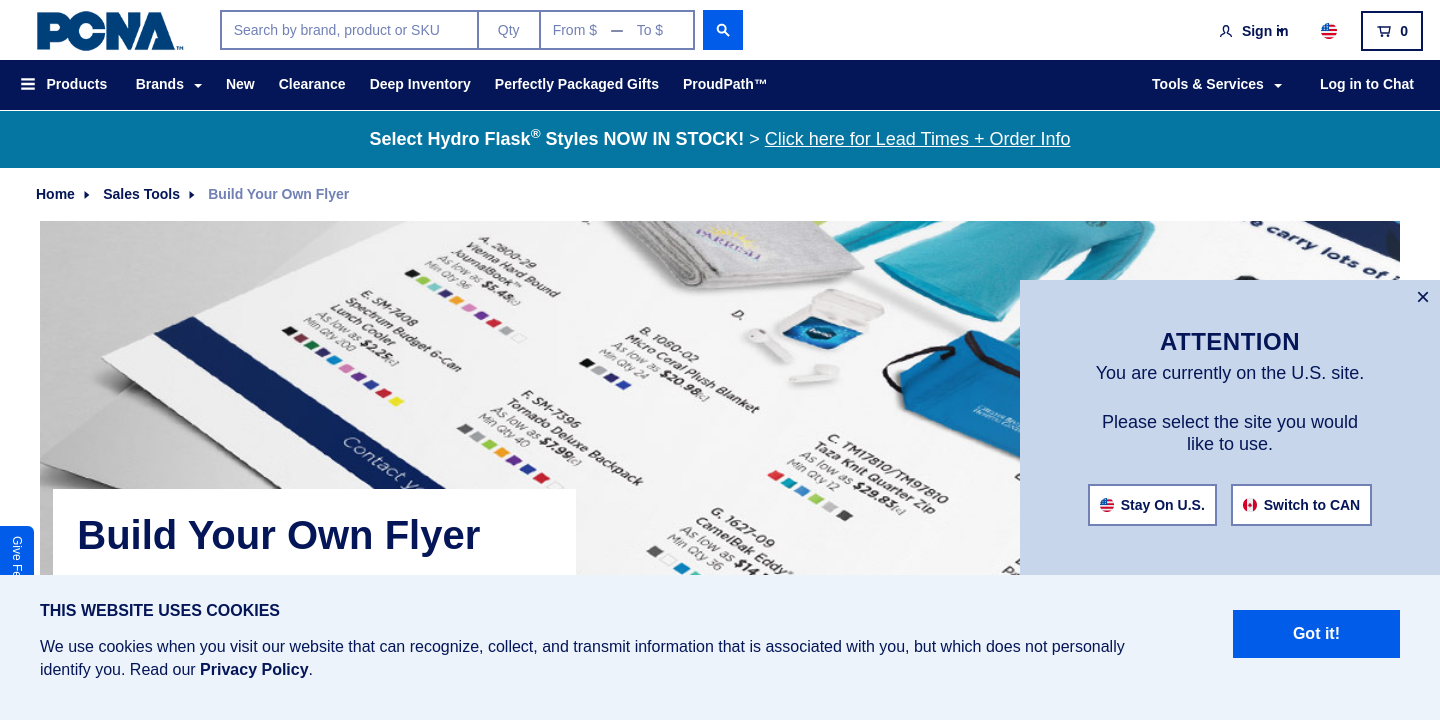 PCNA™
Search by brand, product or SKU
Qty
From $ — To $
Sign in
0
Products
Brands
New
Clearance
Deep Inventory
Perfectly Packaged Gifts
ProudPath™
Tools & Services
Log in to Chat
Select Hydro Flask® Styles NOW IN STOCK! > Click here for Lead Times + Order Info
Home
Sales Tools
Build Your Own Flyer
A. 2800-29
Vienna Hard Bound
JournalBook™
As low as $5.48(c)
Min Qty 96
E. SM-7408
Spectrum Budget 6-Can
Lunch Cooler
As low as $2.25(c)
Min Qty 200
B. 1080-02
Micro Coral Plush Blanket
As low as $20.98(c)
Min Qty 24
D.
F. SM-7596
Tornado Deluxe Backpack
As low as $7.99(c)
Min Qty 40
C. TM17810/TM97810
Taza Knit Quarter Zip
As low as $29.83(c)
Min Qty 12
G. 1627-09
CamelBak Eddy®
As low as $14.
Min Qty 36
Contact y
e carry lots of i
Build Your Own Flyer
×
ATTENTION
You are currently on the U.S. site.
Please select the site you would
like to use.
Stay On U.S.
Switch to CAN
Give Fe
THIS WEBSITE USES COOKIES
We use cookies when you visit our website that can recognize, collect, and transmit information that is associated with you, but which does not personally
identify you. Read our Privacy Policy.
Got it!